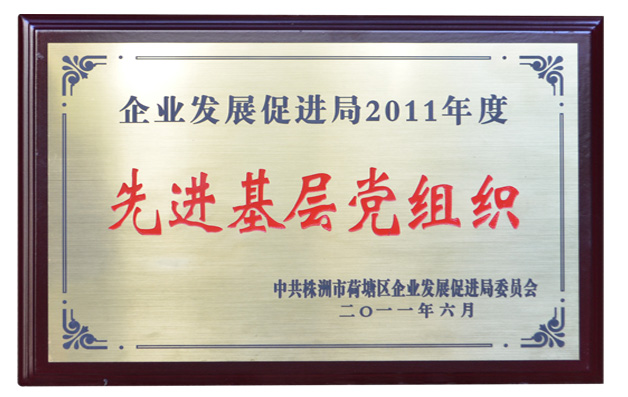 企业发展促进局2011年度
先进基层党组织
中共株洲市荷塘区企业发展促进局委员会
二〇一一年六月